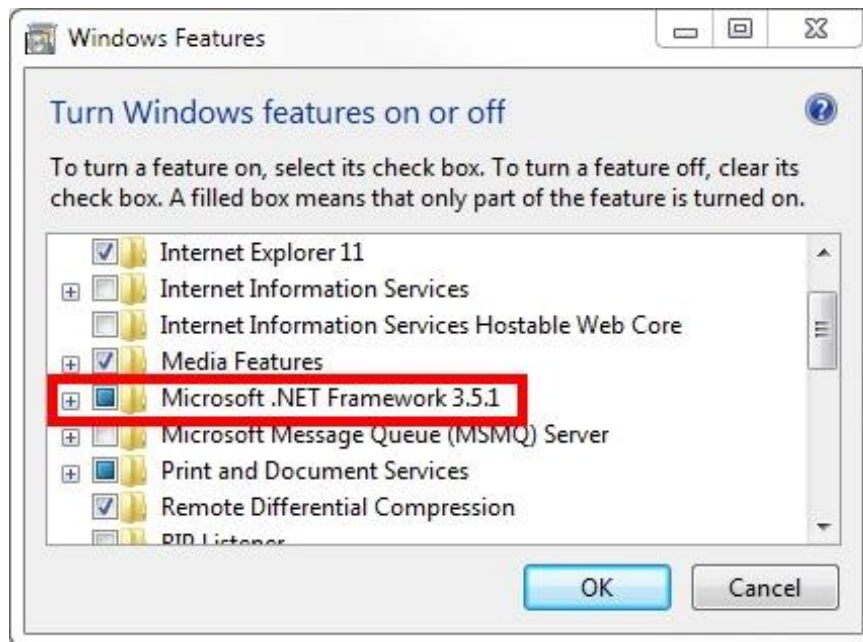 Windows Features
Turn Windows features on or off
To turn a feature on, select its check box. To turn a feature off, clear its
check box. A filled box means that only part of the feature is turned on.
Internet Explorer 11
Internet Information Services
Internet Information Services Hostable Web Core
Media Features
Microsoft .NET Framework 3.5.1
Microsoft Message Queue (MSMQ) Server
Print and Document Services
Remote Differential Compression
RIP Listener
OK
Cancel